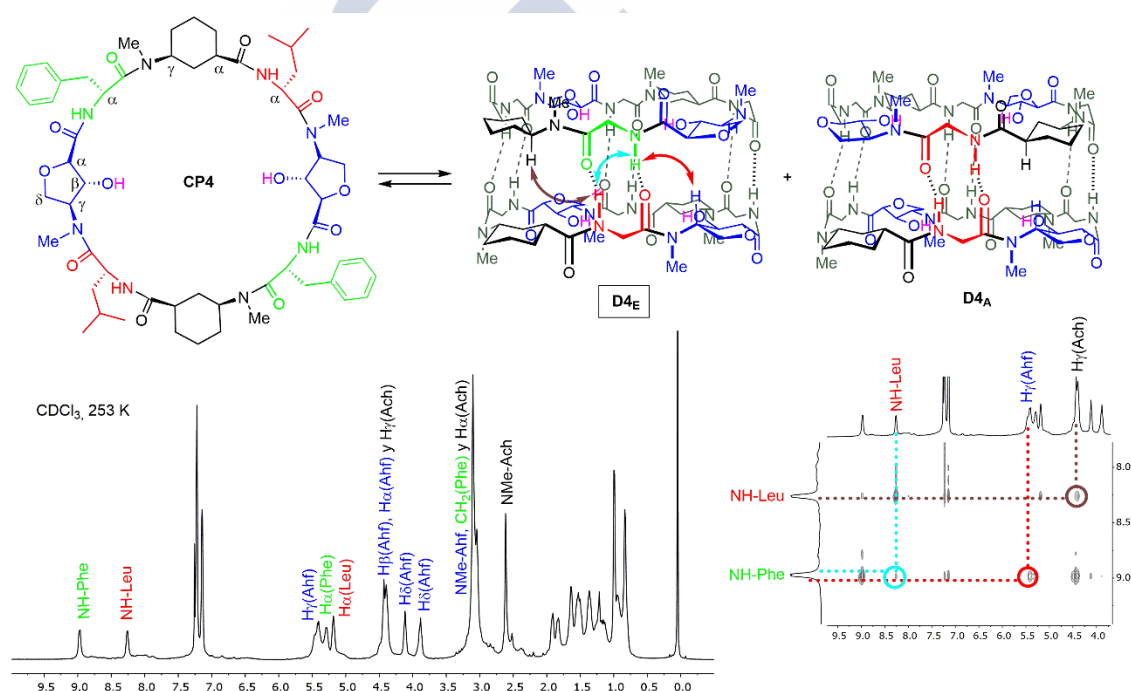 Me
N
γ
α
O
HN
O
O
α
α
NH
N
Me
O
α
O
β
HO
CP4
HO
O
δ
γ
N
Me
O
O
NH
HN
O
O
N
Me
D4E
+
D4A
CDCl3, 253 K
NH-Phe
NH-Leu
Hγ(Ahf)
Hα(Phe)
Hα(Leu)
Hβ(Ahf), Hα(Ahf) y Hγ(Ach)
Hδ(Ahf)
Hδ(Ahf)
NMe-Ahf, CH2(Phe) y Hα(Ach)
NMe-Ach
9.5 9.0 8.5 8.0 7.5 7.0 6.5 6.0 5.5 5.0 4.5 4.0 3.5 3.0 2.5 2.0 1.5 1.0 0.5 0.0
NH-Leu
Hγ(Ahf)
Hγ(Ach)
8.0
NH-Leu
8.5
NH-Phe
9.0
9.5 9.0 8.5 8.0 7.5 7.0 6.5 6.0 5.5 5.0 4.5 4.0